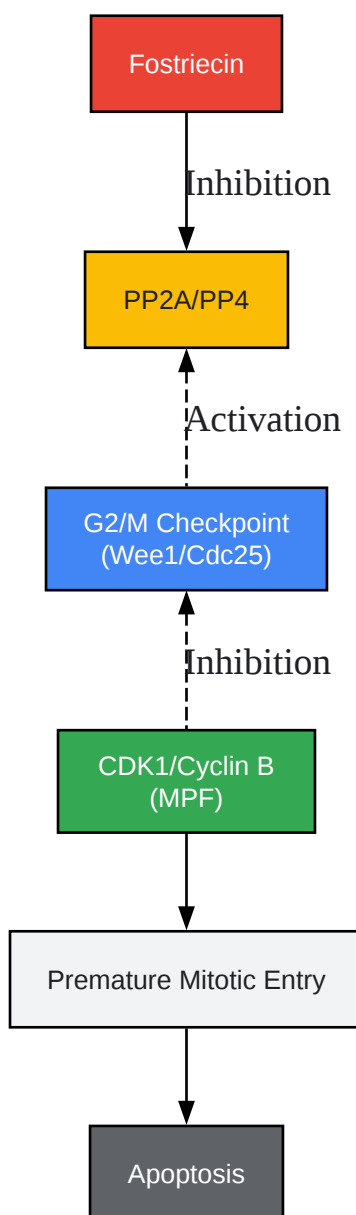 Fostriecin
Inhibition
PP2A/PP4
Activation
G2/M Checkpoint
(Wee1/Cdc25)
Inhibition
CDK1/Cyclin B
(MPF)
Premature Mitotic Entry
Apoptosis